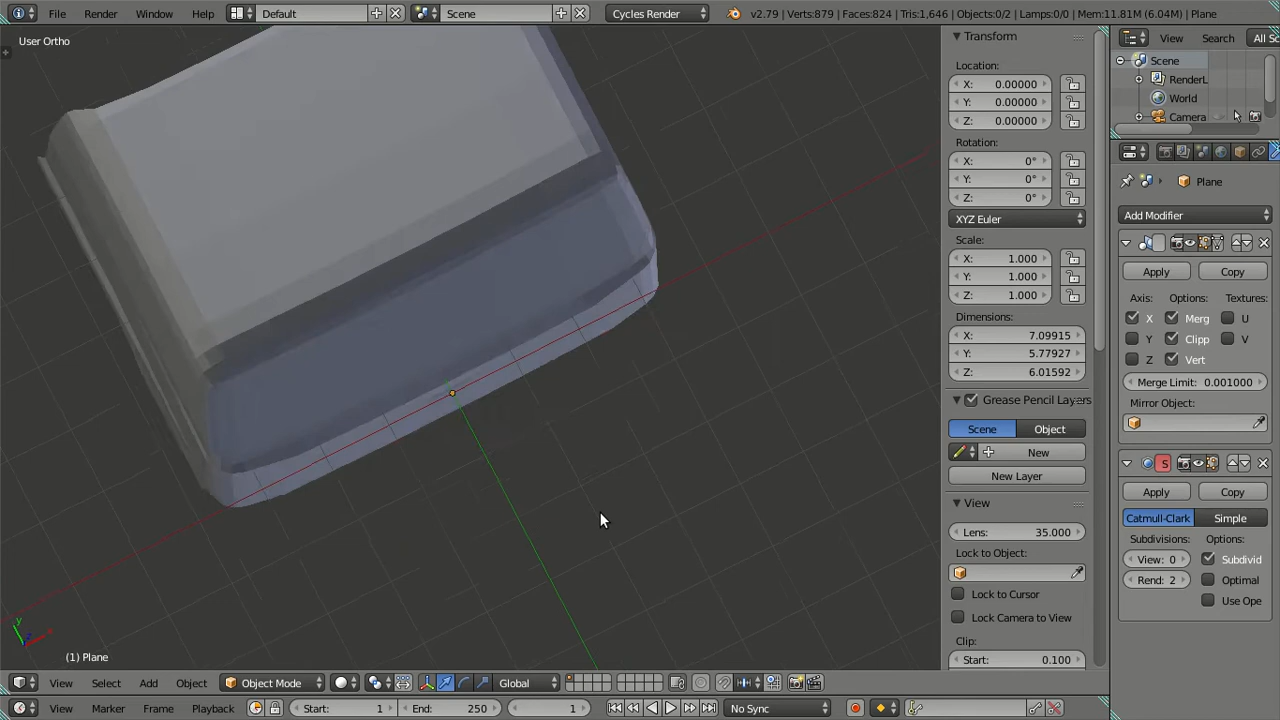 File Render Window Help Default Scene Cycles Render v2.79 | Verts:879 | Faces:824 | Tris:1,646 | Objects:0/2 | Lamps:0/0 | Mem:11.81M (6.04M) | Plane
User Ortho
Transform
Location:
X: 0.00000
Y: 0.00000
Z: 0.00000
Rotation:
X: 0°
Y: 0°
Z: 0°
XYZ Euler
Scale:
X: 1.000
Y: 1.000
Z: 1.000
Dimensions:
X: 7.09915
Y: 5.77927
Z: 6.01592
Grease Pencil Layers
Scene Object
New
New Layer
View
Lens: 35.000
Lock to Object:
Lock to Cursor
Lock Camera to View
Clip:
Start: 0.100
View Search All Sc
Scene
RenderL
World
Camera
Plane
Add Modifier
Apply Copy
Axis: Options: Textures:
X Merg U
Y Clipp V
Z Vert
Merge Limit: 0.001000
Mirror Object:
S
Apply Copy
Catmull-Clark Simple
Subdivisions: Options:
View: 0 Subdivid
Rend: 2 Optimal
Use Ope
y x z
(1) Plane
View Select Add Object Object Mode Global
View Marker Frame Playback Start: 1 End: 250 1 No Sync